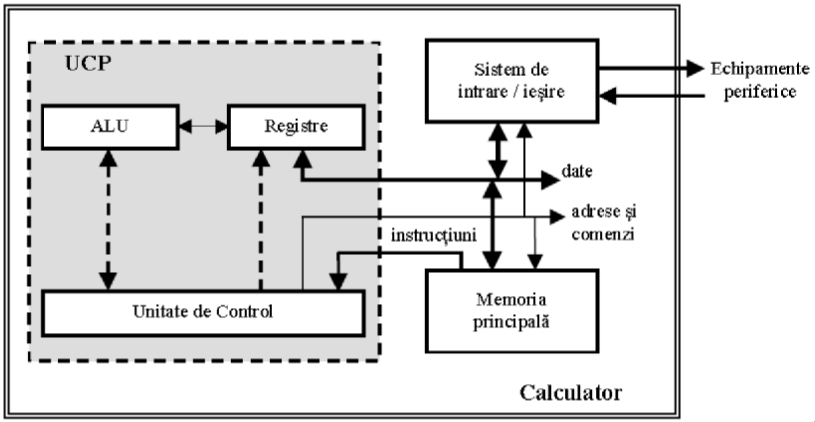 UCP
ALU
Registre
Unitate de Control
Sistem de
intrare / ieşire
Echipamente
periferice
date
adrese şi
comenzi
instrucţiuni
Memoria
principală
Calculator